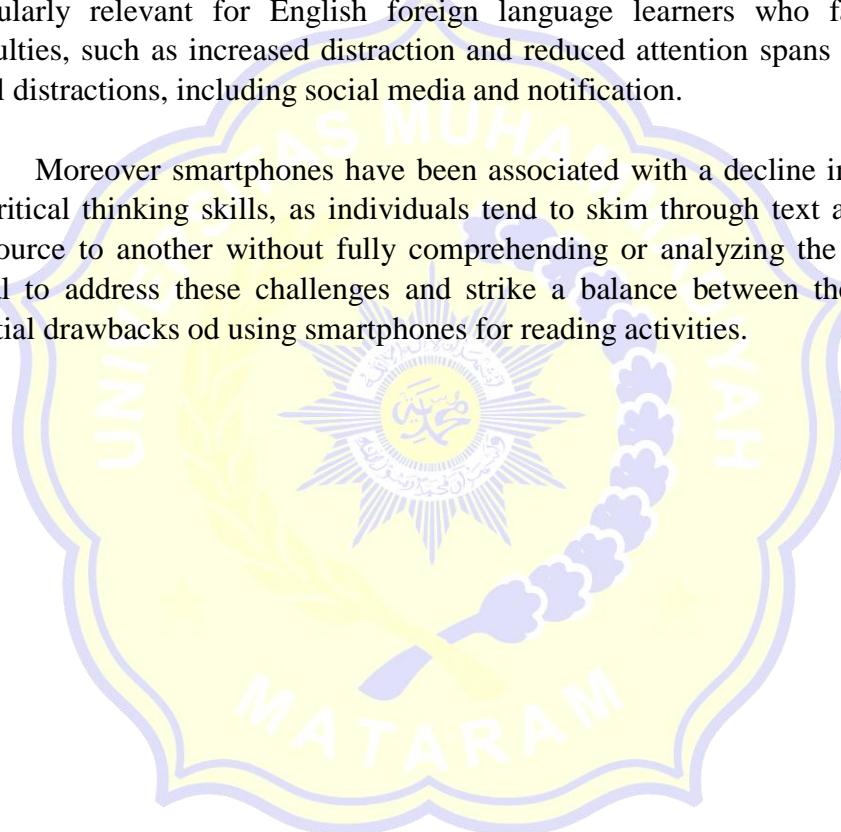 ularly relevant for English foreign language learners who fa
ulties, such as increased distraction and reduced attention spans
l distractions, including social media and notification.
Moreover smartphones have been associated with a decline in
ritical thinking skills, as individuals tend to skim through text a
ource to another without fully comprehending or analyzing the
l to address these challenges and strike a balance between the
tial drawbacks od using smartphones for reading activities.
UNIVERSITAS MUHAMMADIYAH
MATARAM